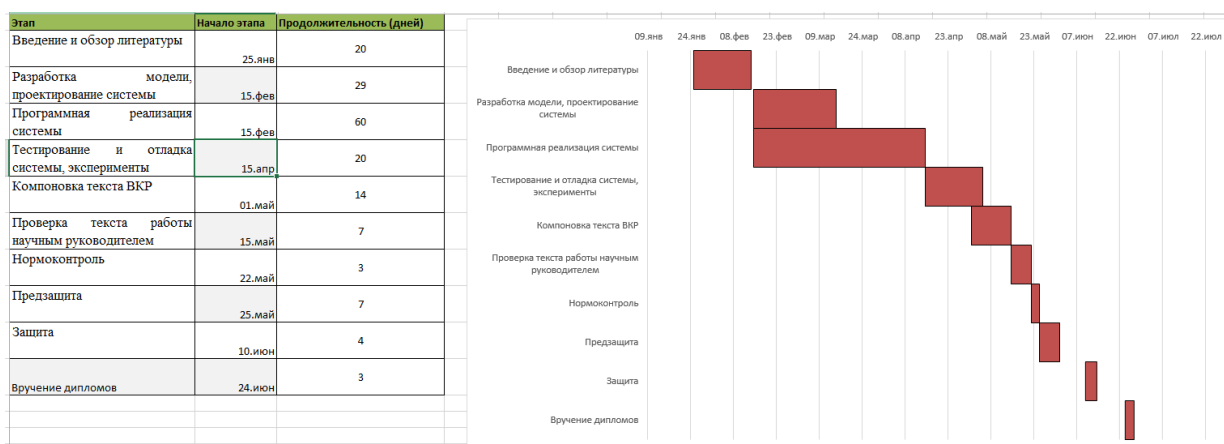 Этап Начало этапа Продолжительность (дней)
Введение и обзор литературы
25.янв
20
Разработка модели,
проектирование системы
15.фев
29
Программная реализация
системы
15.фев
60
Тестирование и отладка
системы, эксперименты
15.апр
20
Компоновка текста ВКР
01.май
14
Проверка текста работы
научным руководителем
15.май
7
Нормоконтроль
22.май
3
Предзащита
25.май
7
Защита
10.июн
4
Вручение дипломов
24.июн
3
09.янв 24.янв 08.фев 23.фев 09.мар 24.мар 08.апр 23.апр 08.май 23.май 07.июн 22.июн 07.июл 22.июл
Введение и обзор литературы
Разработка модели, проектирование
системы
Программная реализация системы
Тестирование и отладка системы,
эксперименты
Компоновка текста ВКР
Проверка текста работы научным
руководителем
Нормоконтроль
Предзащита
Защита
Вручение дипломов